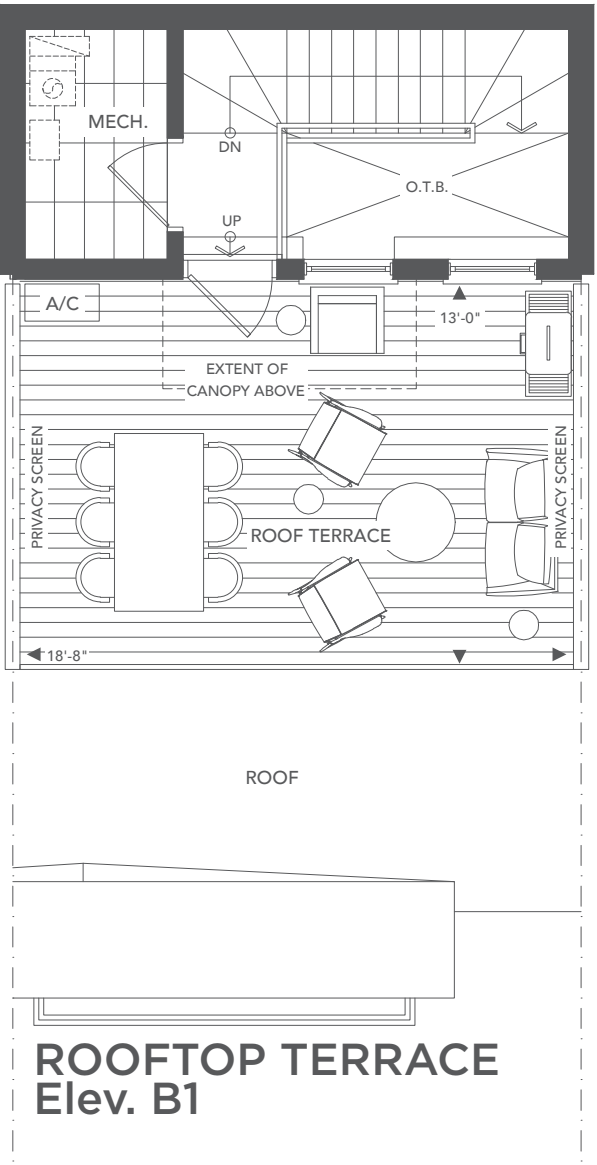 MECH.
DN
O.T.B.
UP
A/C
13'-0"
EXTENT OF
CANOPY ABOVE
PRIVACY SCREEN
PRIVACY SCREEN
ROOF TERRACE
18'-8"
ROOF
ROOFTOP TERRACE
Elev. B1